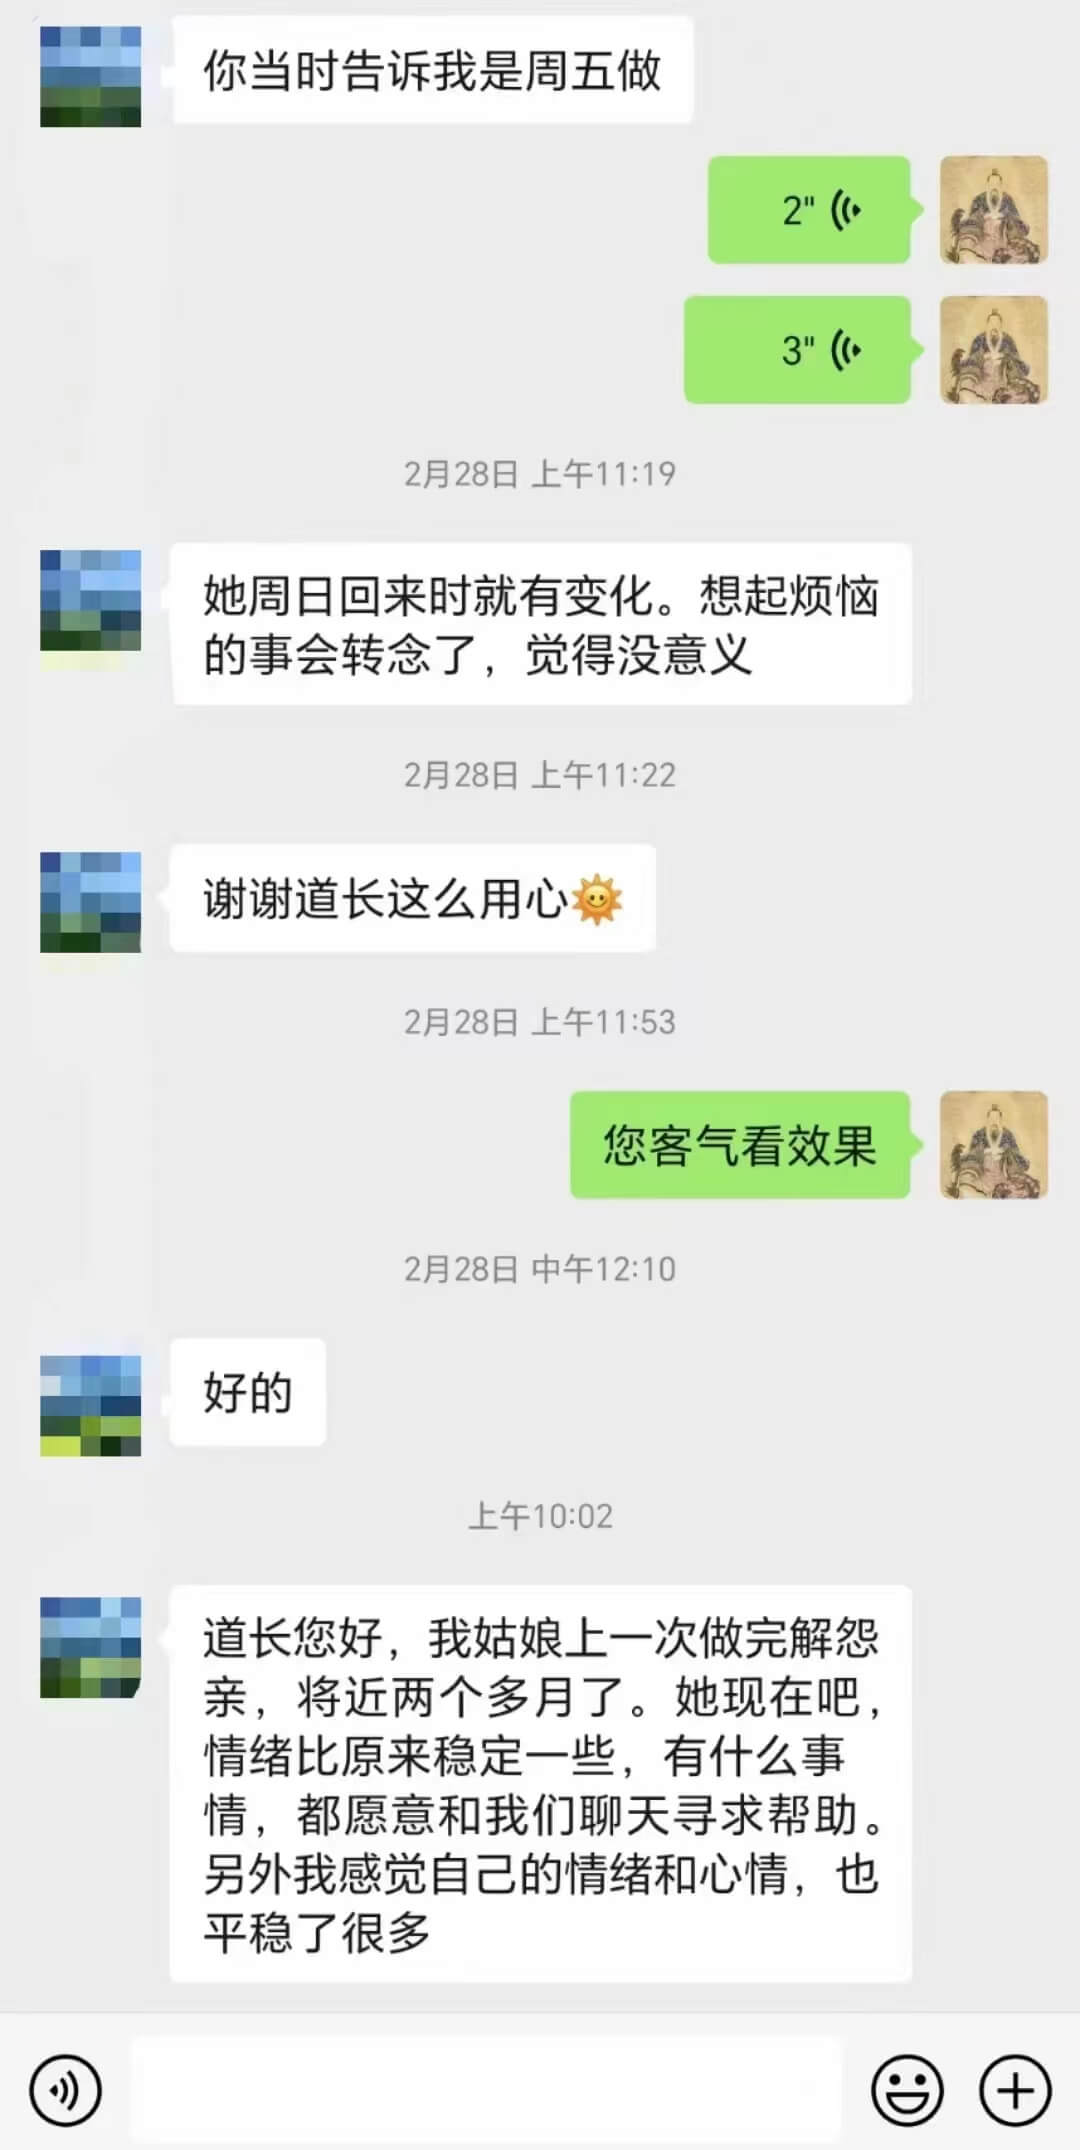 你当时告诉我是周五做
2"
3"
2月28日 上午11:19
她周日回来时就有变化。想起烦恼
的事会转念了，觉得没意义
2月28日 上午11:22
谢谢道长这么用心🌞
2月28日 上午11:53
您客气看效果
2月28日 中午12:10
好的
上午10:02
道长您好，我姑娘上一次做完解怨
亲，将近两个多月了。她现在吧，
情绪比原来稳定一些，有什么事
情，都愿意和我们聊天寻求帮助。
另外我感觉自己的情绪和心情，也
平稳了很多